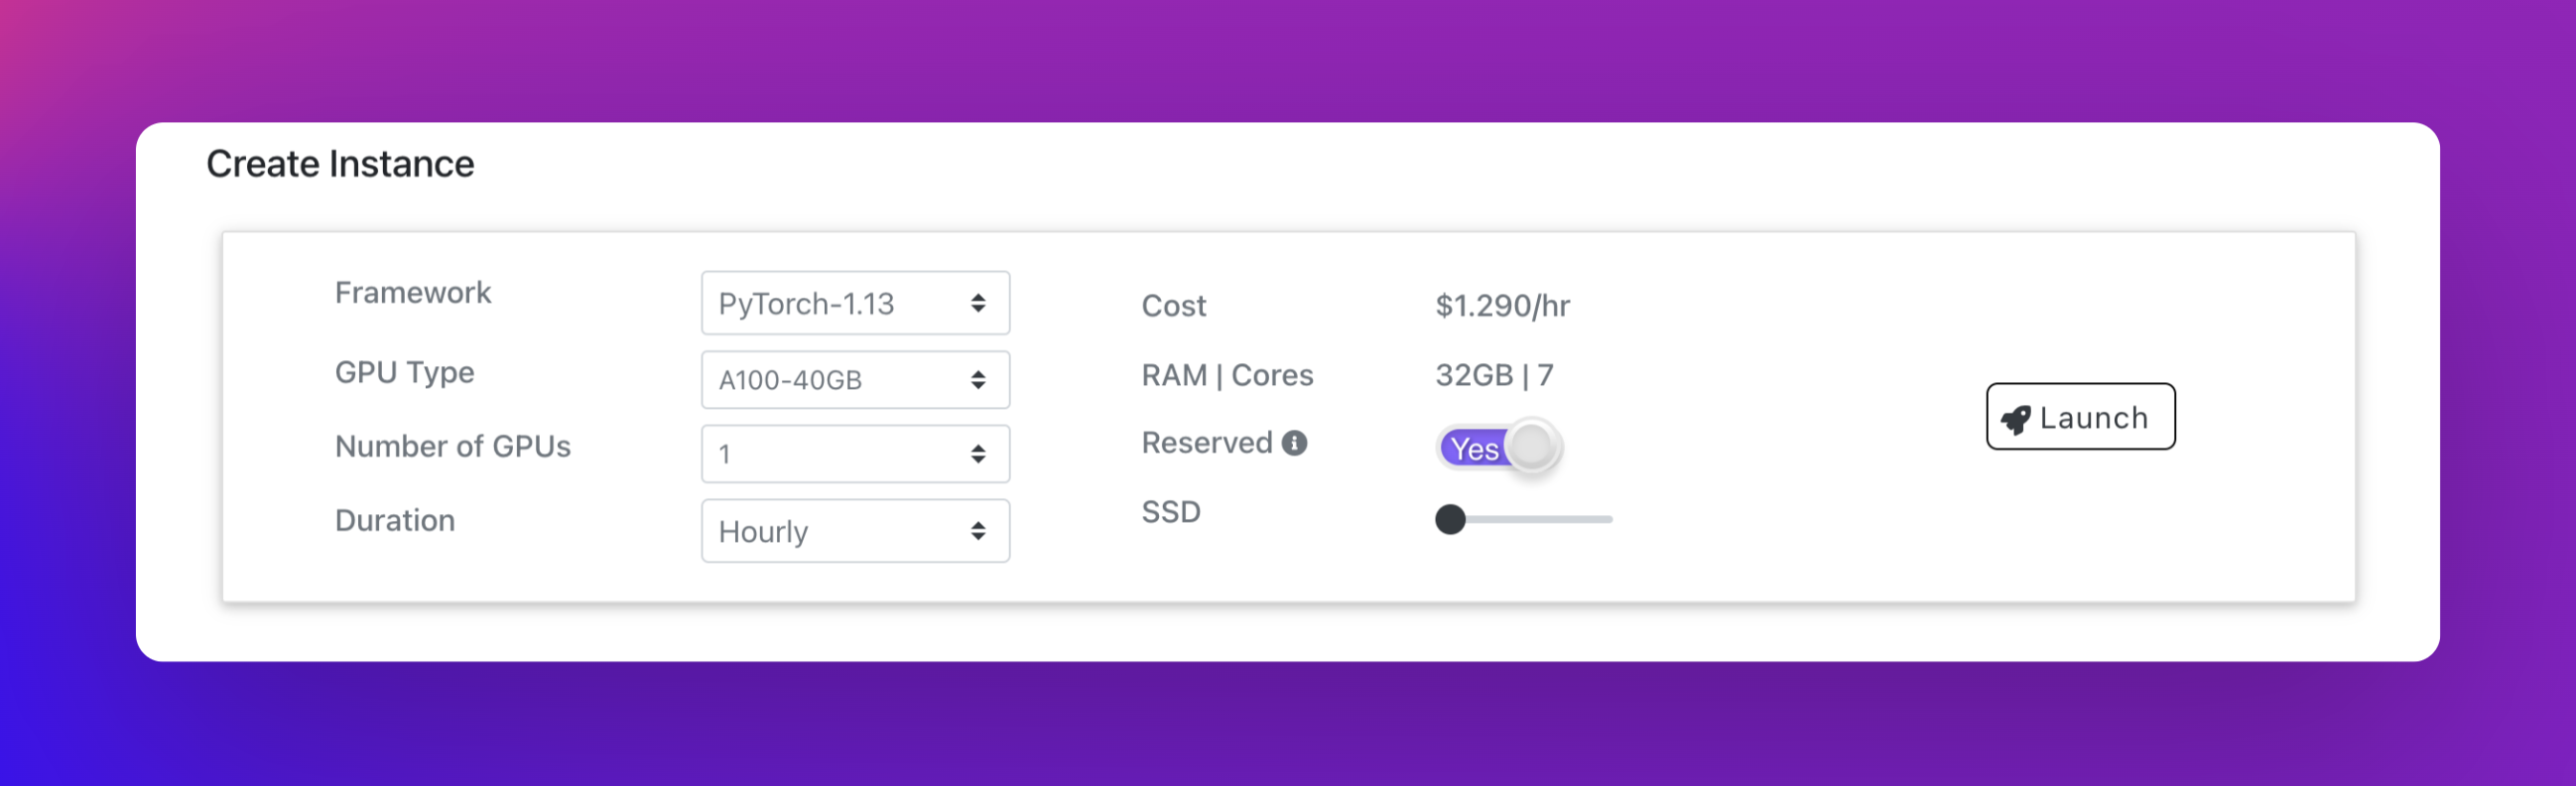 Create Instance
Framework
PyTorch-1.13
GPU Type
A100-40GB
Number of GPUs
1
Duration
Hourly
Cost
$1.290/hr
RAM | Cores
32GB | 7
Reserved
Yes
SSD
Launch